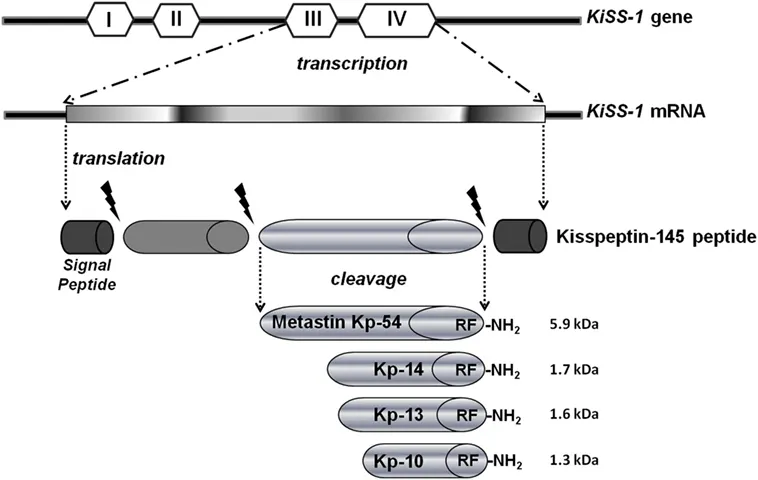 I II III IV KiSS-1 gene
transcription
KiSS-1 mRNA
translation
Kisspeptin-145 peptide
Signal
Peptide
cleavage
Metastin Kp-54 RF -NH2 5.9 kDa
Kp-14 RF -NH2 1.7 kDa
Kp-13 RF -NH2 1.6 kDa
Kp-10 RF -NH2 1.3 kDa